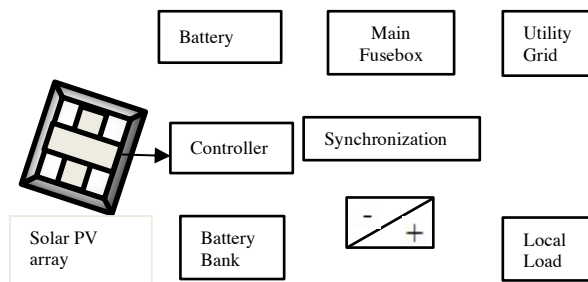 Battery
Main
Fusebox
Utility
Grid
Controller
Synchronization
Solar PV
array
Battery
Bank
-
+
Local
Load